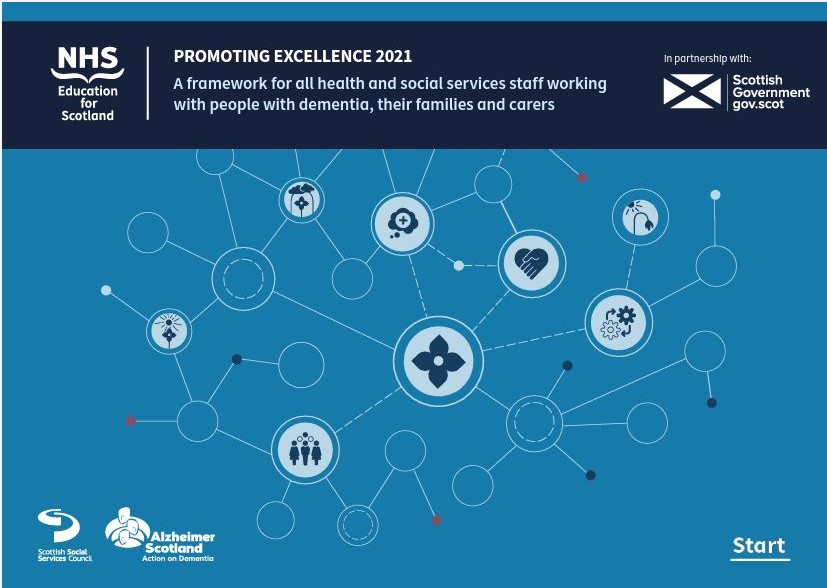 NHS
Education
for
Scotland
PROMOTING EXCELLENCE 2021
A framework for all health and social services staff working
with people with dementia, their families and carers
In partnership with:
Scottish
Government
gov.scot
Scottish Social
Services Council
Alzheimer
Scotland
Action on Dementia
Start